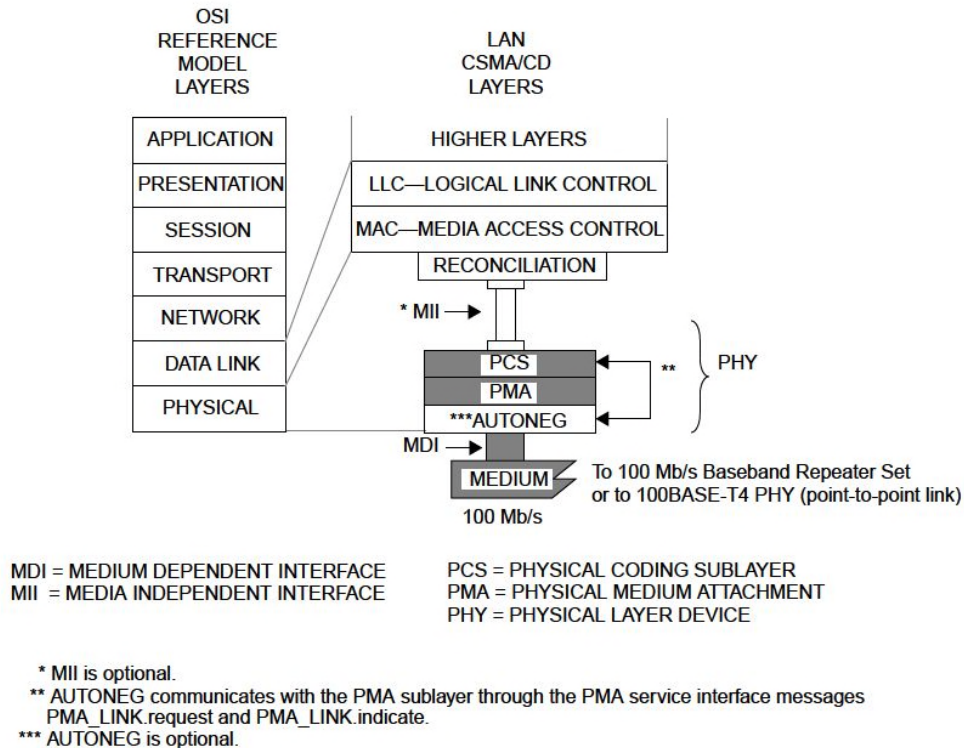 OSI
REFERENCE
MODEL
LAYERS
LAN
CSMA/CD
LAYERS
APPLICATION
PRESENTATION
SESSION
TRANSPORT
NETWORK
DATA LINK
PHYSICAL
HIGHER LAYERS
LLC—LOGICAL LINK CONTROL
MAC—MEDIA ACCESS CONTROL
RECONCILIATION
* MII
PCS
PMA
***AUTONEG
**
PHY
MDI
MEDIUM
100 Mb/s
To 100 Mb/s Baseband Repeater Set
or to 100BASE-T4 PHY (point-to-point link)
MDI = MEDIUM DEPENDENT INTERFACE
MII = MEDIA INDEPENDENT INTERFACE
PCS = PHYSICAL CODING SUBLAYER
PMA = PHYSICAL MEDIUM ATTACHMENT
PHY = PHYSICAL LAYER DEVICE
* MII is optional.
** AUTONEG communicates with the PMA sublayer through the PMA service interface messages
PMA_LINK.request and PMA_LINK.indicate.
*** AUTONEG is optional.